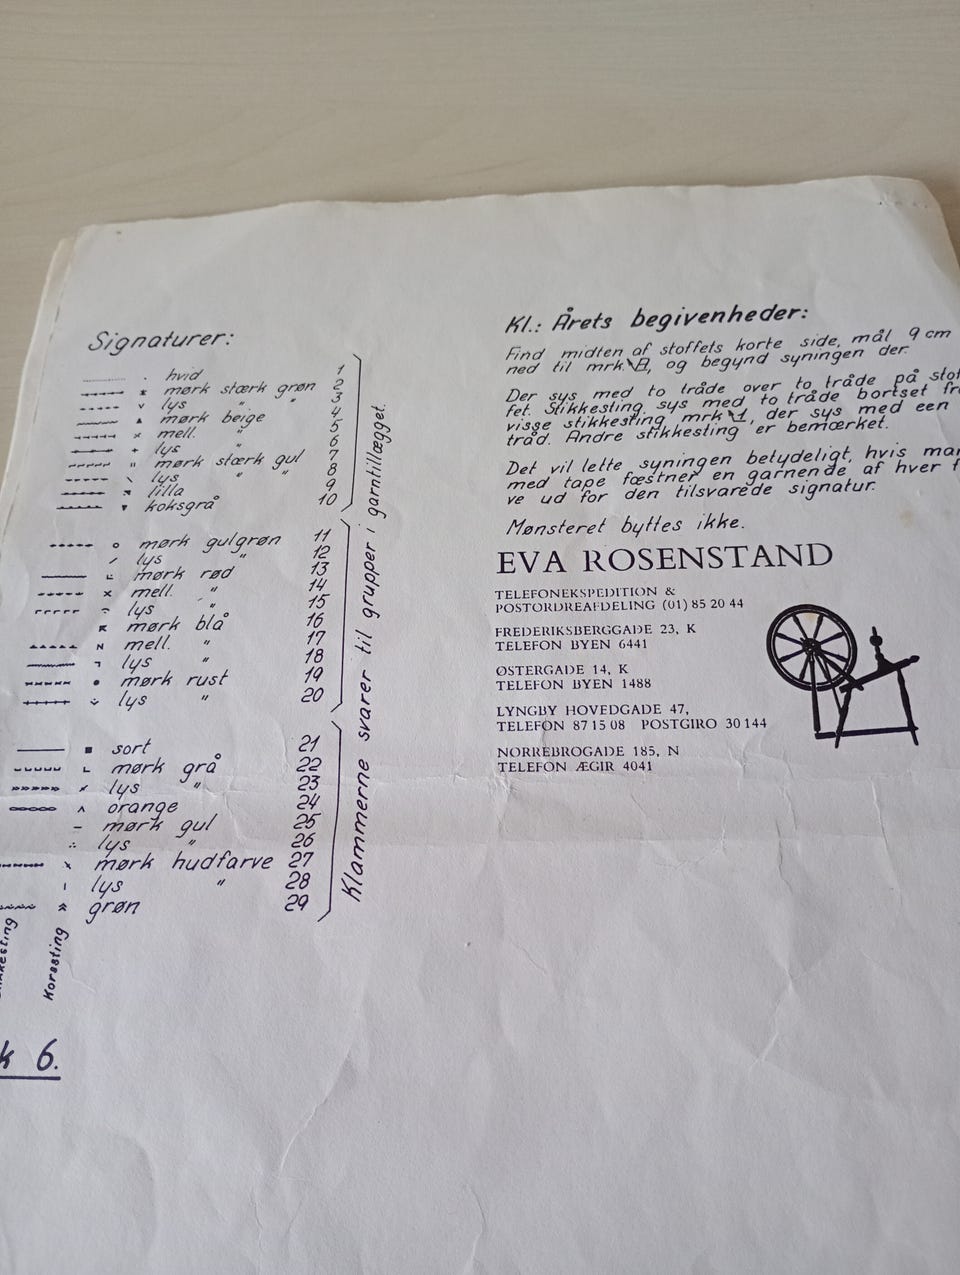 Signaturer:
hvid 1
mørk stærk grøn 2
lys " " 3
mørk beige 4
mell. " 5
lys " 6
mørk stærk gul 7
lys " 8
lilla 9
koksgrå 10
mørk gulgrøn 11
lys " 12
mørk rød 13
mell. " 14
lys " 15
mørk blå 16
mell. " 17
lys " 18
mørk rust 19
lys " 20
sort 21
mørk grå 22
lys " 23
orange 24
mørk gul 25
lys " 26
mørk hudfarve 27
lys " 28
grøn 29
Korssting
k 6.
Klammerne svarer til grupper i garntillægget.
Kl.: Årets begivenheder:
Find midten af stoffets korte side, mål 9 cm
ned til mrk. A, og begynd syningen der.
Der sys med to tråde over to tråde på stof
fet. Stikkesting sys med to tråde bortset fra
visse stikkesting mrk 1, der sys med een
tråd. Andre stikkesting er bemærket.
Det vil lette syningen betydeligt, hvis man
med tape fæstner en garnende af hver f
ve ud for den tilsvarede signatur.
Mønsteret byttes ikke.
EVA ROSENSTAND
TELEFONEKSPEDITION &
POSTORDREAFDELING (01) 85 20 44
FREDERIKSBERGGADE 23, K
TELEFON BYEN 6441
ØSTERGADE 14, K
TELEFON BYEN 1488
LYNGBY HOVEDGADE 47,
TELEFON 87 15 08 POSTGIRO 30 144
NØRREBROGADE 185, N
TELEFON ÆGIR 4041